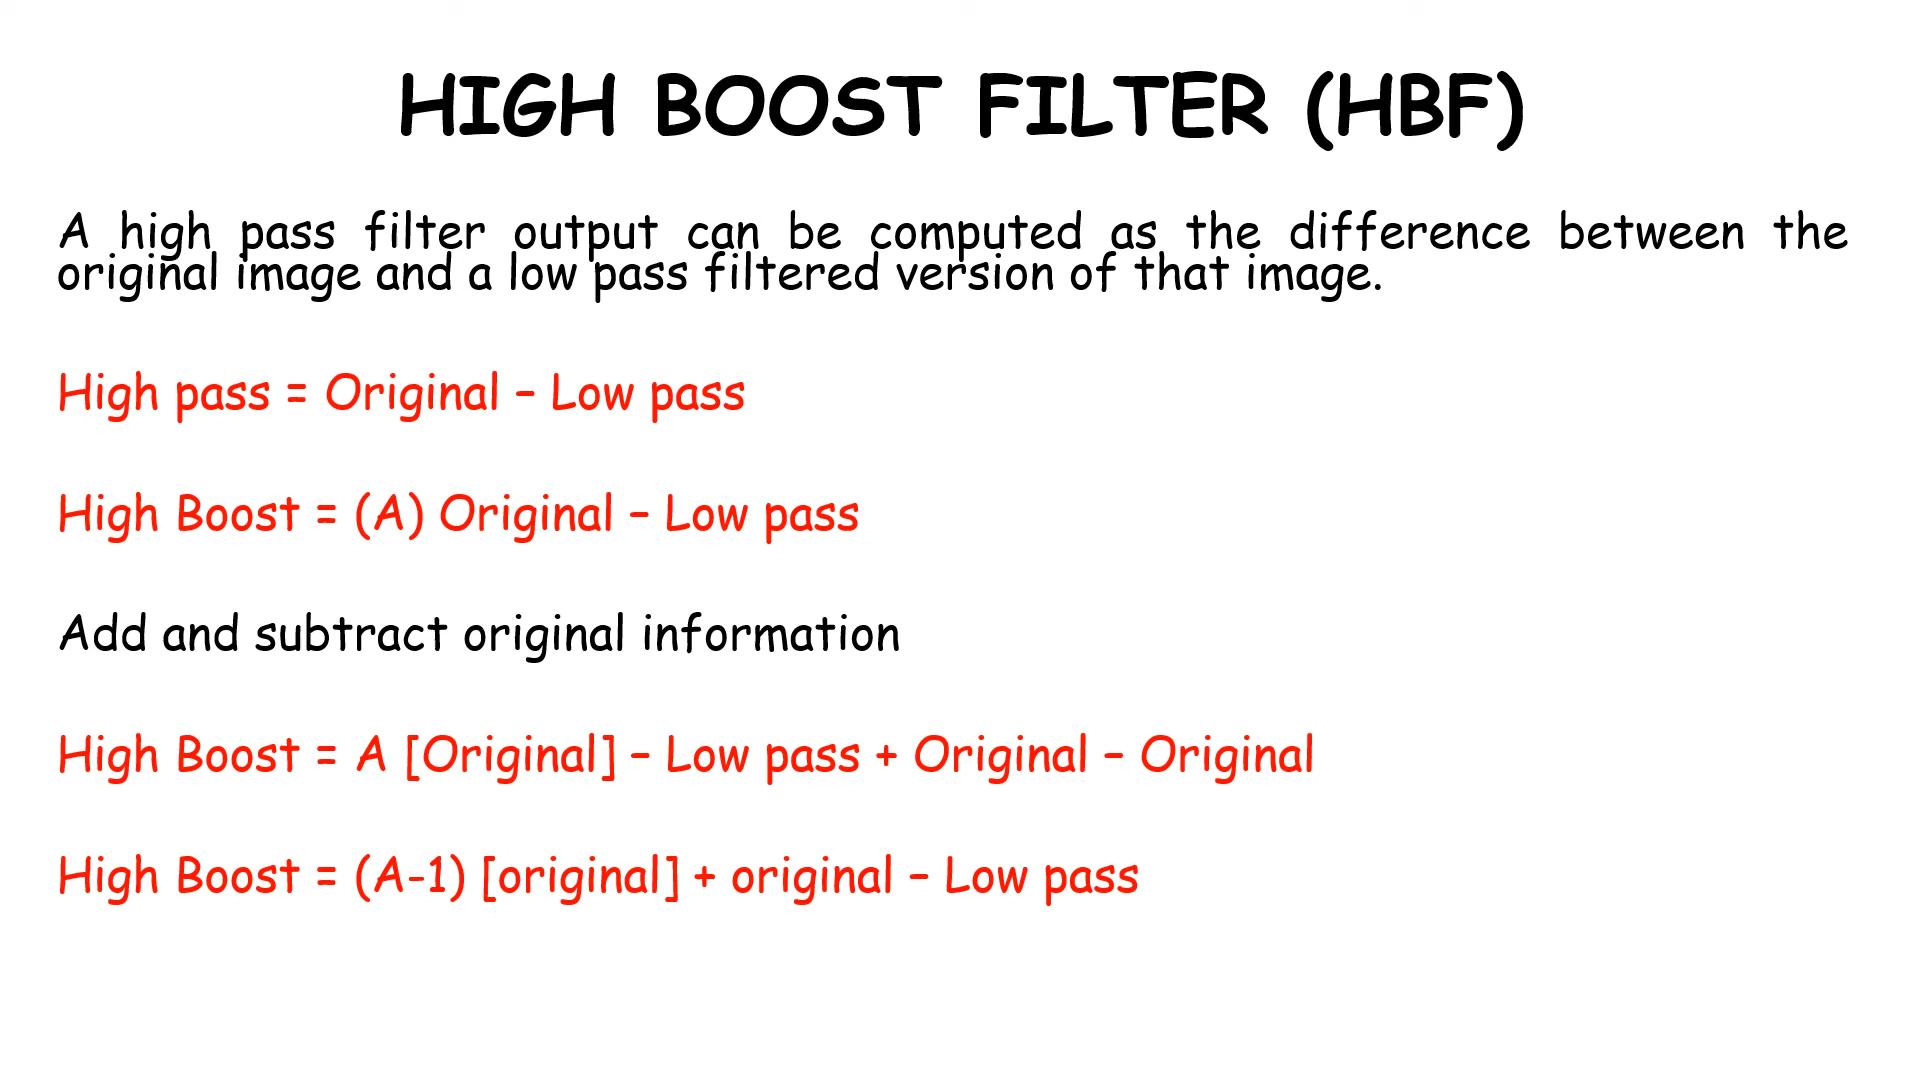 HIGH BOOST FILTER (HBF)
A high pass filter output can be computed as the difference between the
original image and a low pass filtered version of that image.
High pass = Original – Low pass
High Boost = (A) Original – Low pass
Add and subtract original information
High Boost = A [Original] – Low pass + Original – Original
High Boost = (A-1) [original] + original – Low pass